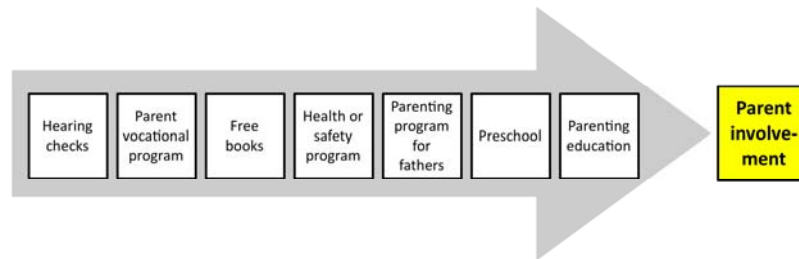 Hearing
checks
Parent
vocational
program
Free
books
Health or
safety
program
Parenting
program
for
fathers
Preschool
Parenting
education
Parent
involve-
ment